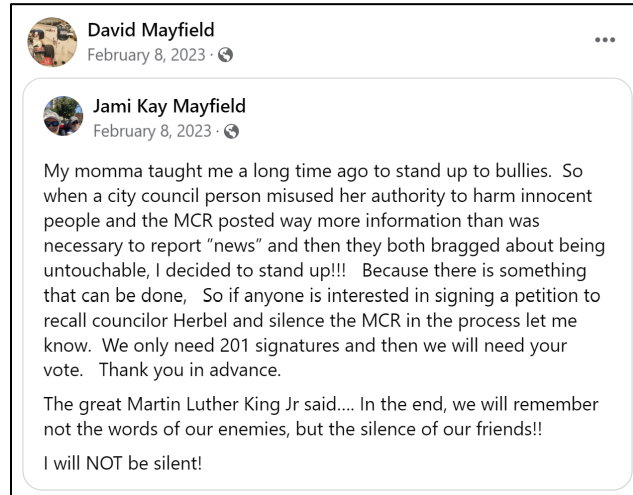 David Mayfield
February 8, 2023 ·
Jami Kay Mayfield
February 8, 2023 ·
My momma taught me a long time ago to stand up to bullies.  So
when a city council person misused her authority to harm innocent
people and the MCR posted way more information than was
necessary to report "news" and then they both bragged about being
untouchable, I decided to stand up!!!   Because there is something
that can be done,   So if anyone is interested in signing a petition to
recall councilor Herbel and silence the MCR in the process let me
know.  We only need 201 signatures and then we will need your
vote.   Thank you in advance.
The great Martin Luther King Jr said.... In the end, we will remember
not the words of our enemies, but the silence of our friends!!
I will NOT be silent!